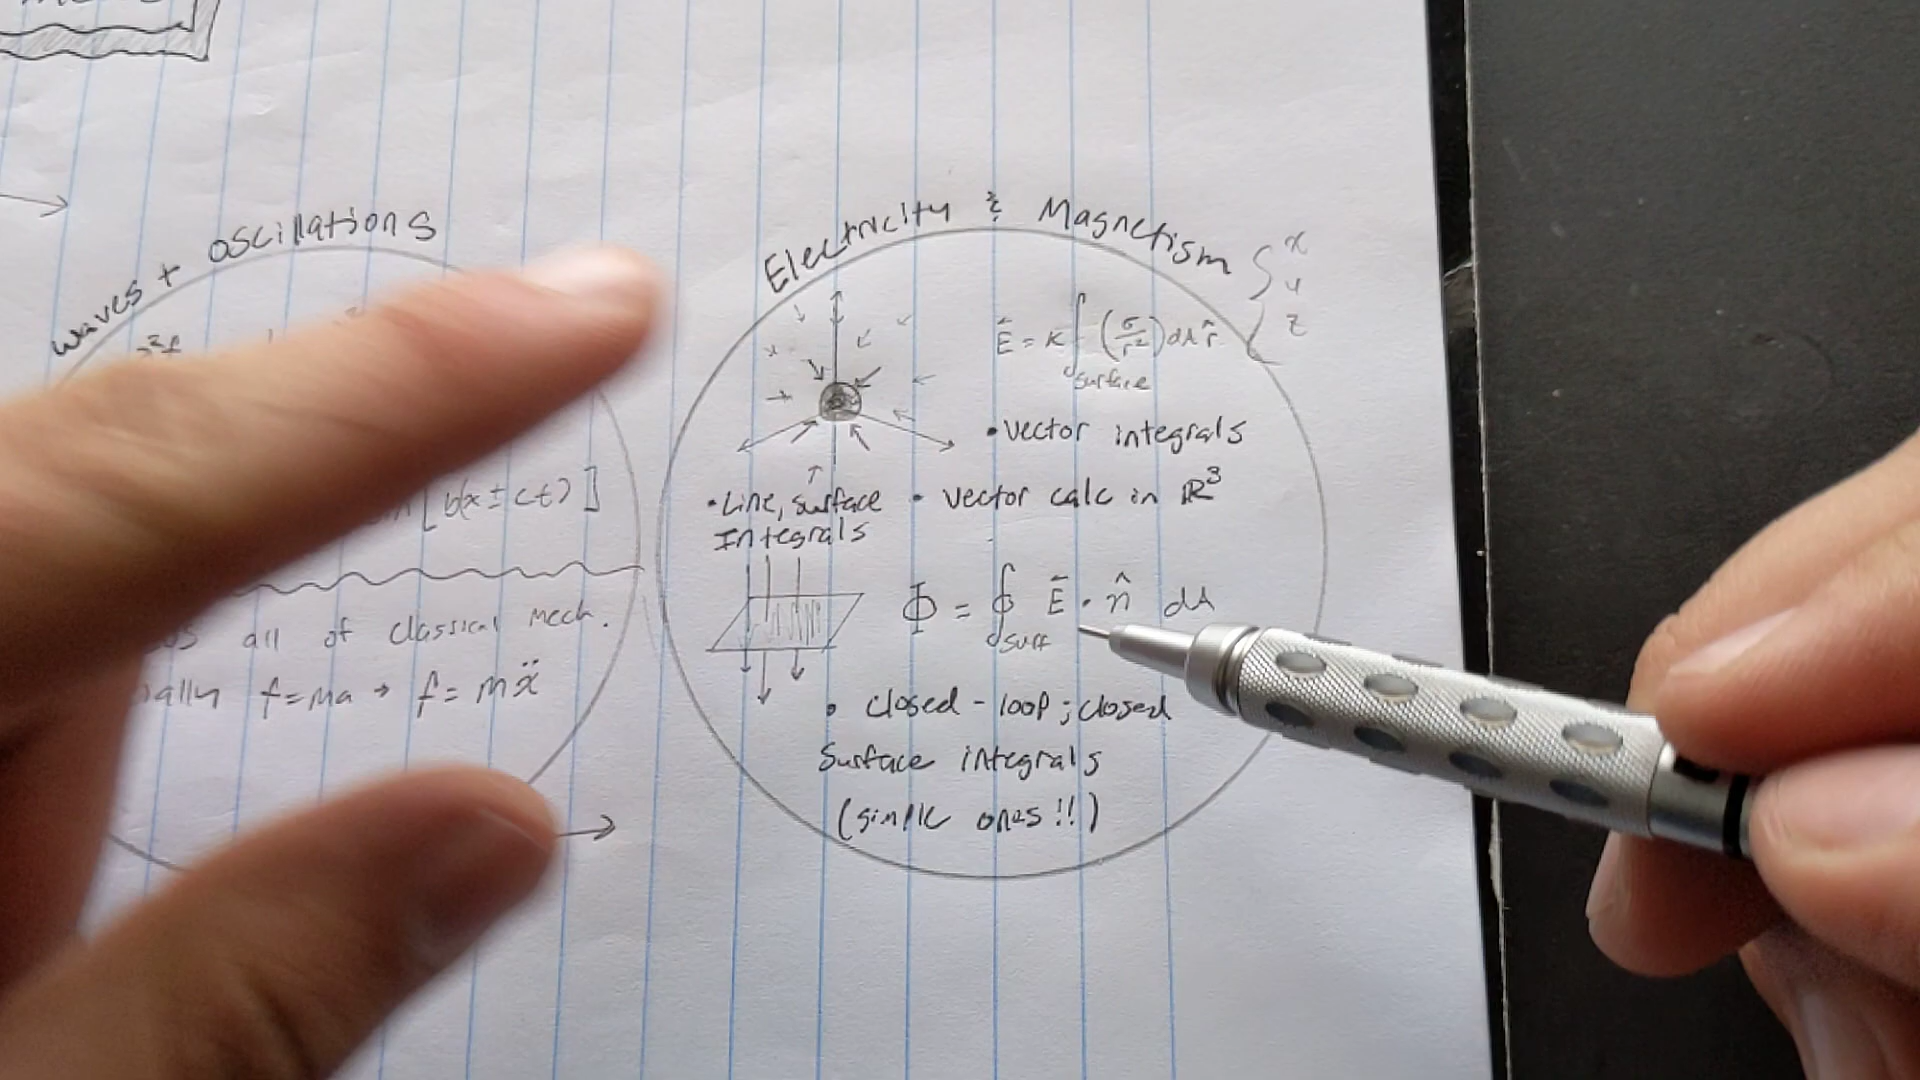 waves + oscillations
[b(x ± ct)]
all of classical mech.
f = ma → f = mẍ
Electricity & Magnetism
x
y
z
E⃗ = K ∫surface (σ/r²) dA r̂
• vector integrals
• Line, surface
Integrals
• vector calc in ℝ³
Φ = ∮surf E⃗ · n̂ dA
• closed - loop ; closed
surface integrals
(simple ones!!)